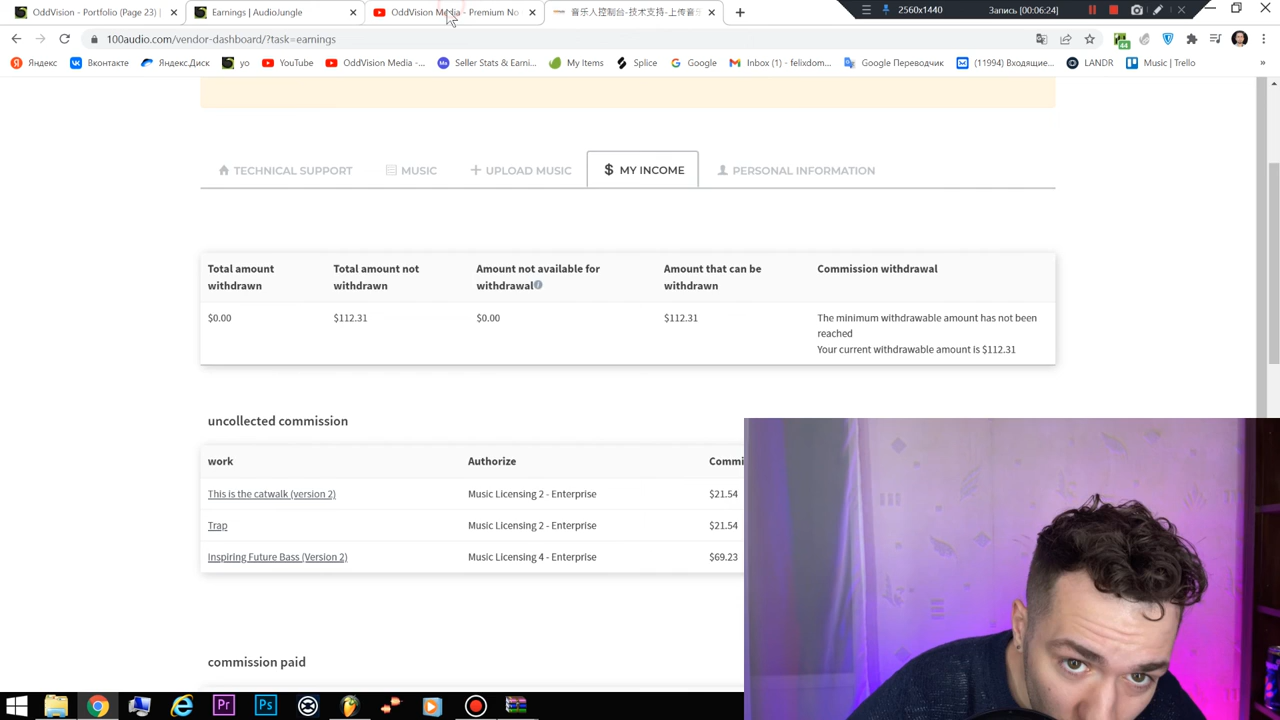 OddVision - Portfolio (Page 23) Earnings | AudioJungle OddVision Media - Premium No 音乐人控制台-技术支持-上传音乐 2560x1440 Запись: [00:06:24]
100audio.com/vendor-dashboard/?task=earnings 44
Яндекс Вконтакте Яндекс.Диск yo YouTube OddVision Media - ... Seller Stats & Earni... My Items Splice Google Inbox (1) - felixdom... Google Переводчик (11994) Входящие... LANDR Music | Trello »
TECHNICAL SUPPORT MUSIC UPLOAD MUSIC $ MY INCOME PERSONAL INFORMATION
Total amount Total amount not Amount not available for Amount that can be Commission withdrawal
withdrawn withdrawn withdrawal withdrawn
$0.00 $112.31 $0.00 $112.31 The minimum withdrawable amount has not been
reached
Your current withdrawable amount is $112.31
uncollected commission
work Authorize Commi
This is the catwalk (version 2) Music Licensing 2 - Enterprise $21.54
Trap Music Licensing 2 - Enterprise $21.54
Inspiring Future Bass (Version 2) Music Licensing 4 - Enterprise $69.23
commission paid
Pr Ps